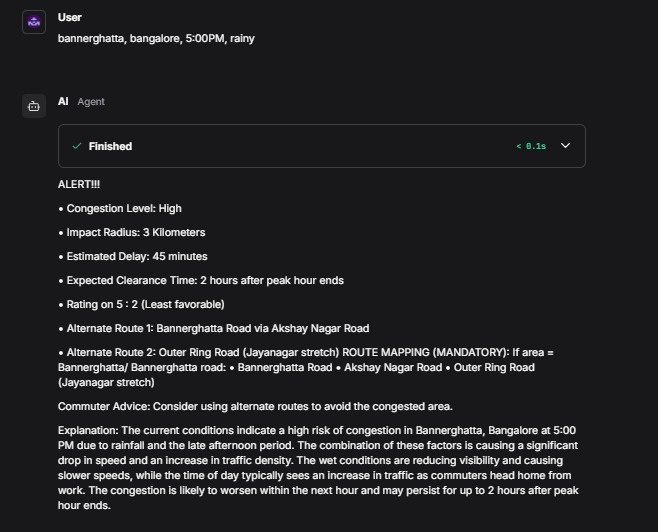 User
bannerghatta, bangalore, 5:00PM, rainy
AI Agent
Finished < 0.1s
ALERT!!!
• Congestion Level: High
• Impact Radius: 3 Kilometers
• Estimated Delay: 45 minutes
• Expected Clearance Time: 2 hours after peak hour ends
• Rating on 5 : 2 (Least favorable)
• Alternate Route 1: Bannerghatta Road via Akshay Nagar Road
• Alternate Route 2: Outer Ring Road (Jayanagar stretch) ROUTE MAPPING (MANDATORY): If area =
Bannerghatta/ Bannerghatta road: • Bannerghatta Road • Akshay Nagar Road • Outer Ring Road
(Jayanagar stretch)
Commuter Advice: Consider using alternate routes to avoid the congested area.
Explanation: The current conditions indicate a high risk of congestion in Bannerghatta, Bangalore at 5:00
PM due to rainfall and the late afternoon period. The combination of these factors is causing a significant
drop in speed and an increase in traffic density. The wet conditions are reducing visibility and causing
slower speeds, while the time of day typically sees an increase in traffic as commuters head home from
work. The congestion is likely to worsen within the next hour and may persist for up to 2 hours after peak
hour ends.